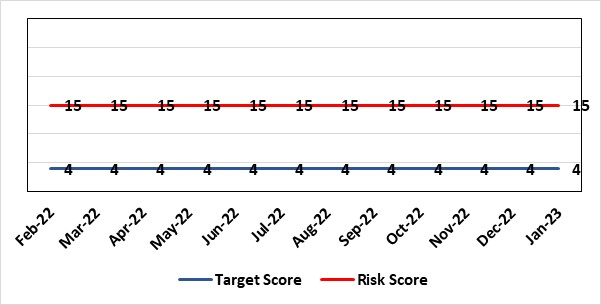 15 15 15 15 15 15 15 15 15 15 15 15
4 4 4 4 4 4 4 4 4 4 4 4
Feb-22 Mar-22 Apr-22 May-22 Jun-22 Jul-22 Aug-22 Sep-22 Oct-22 Nov-22 Dec-22 Jan-23
Target Score Risk Score